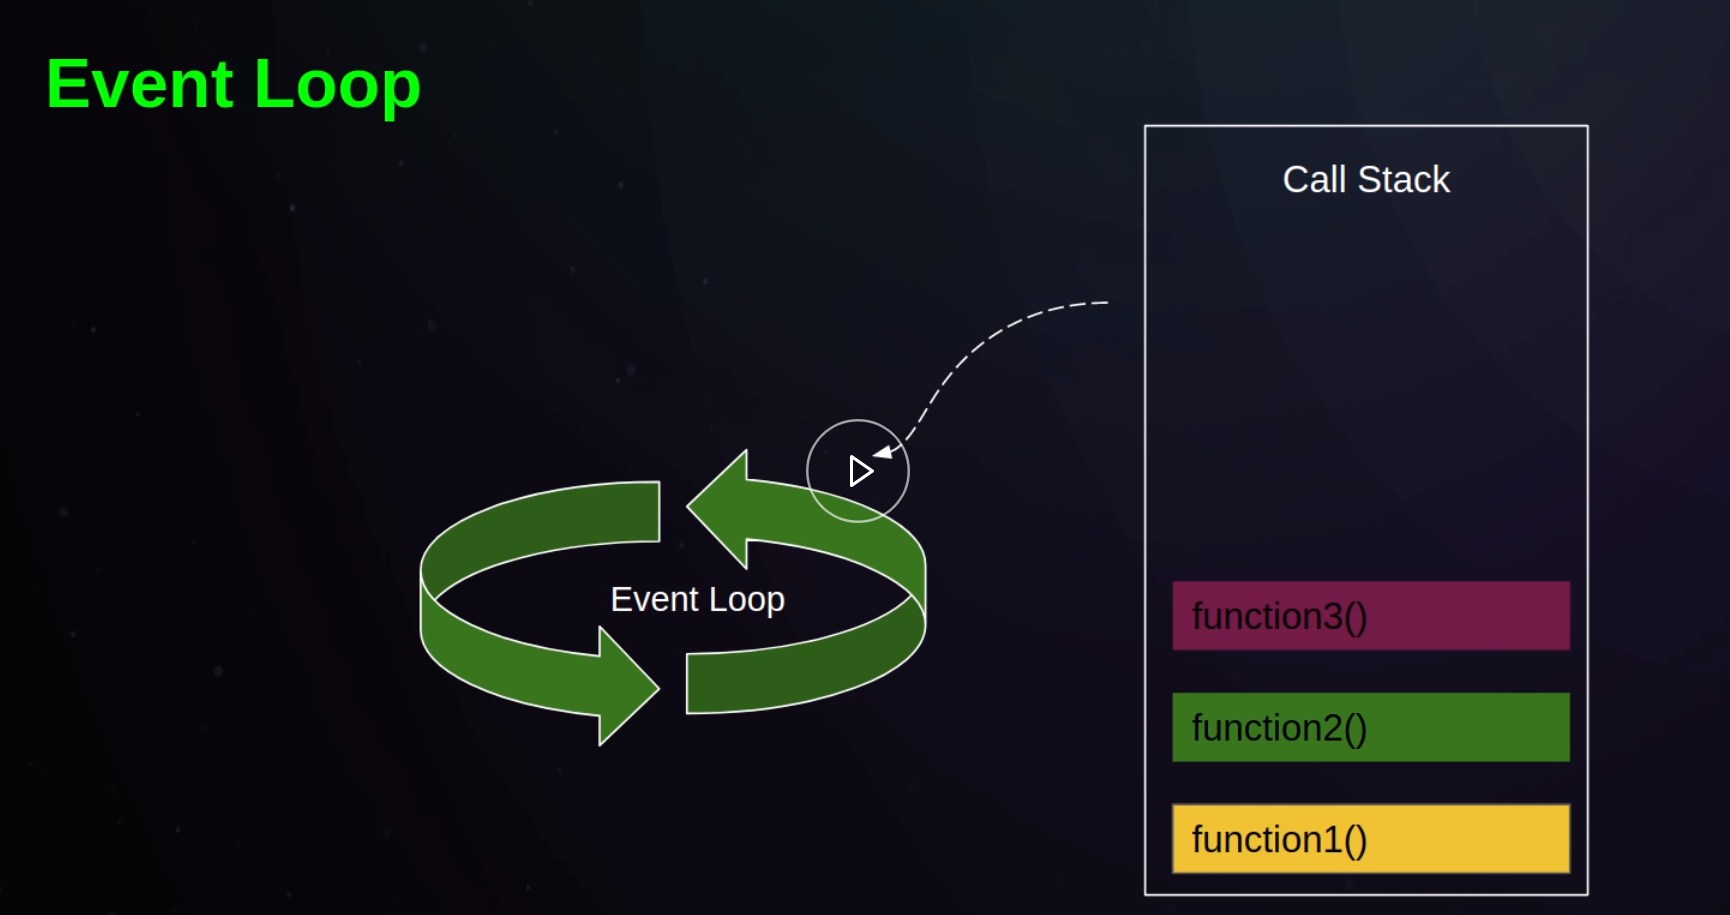 Event Loop
Call Stack
Event Loop
function3()
function2()
function1()